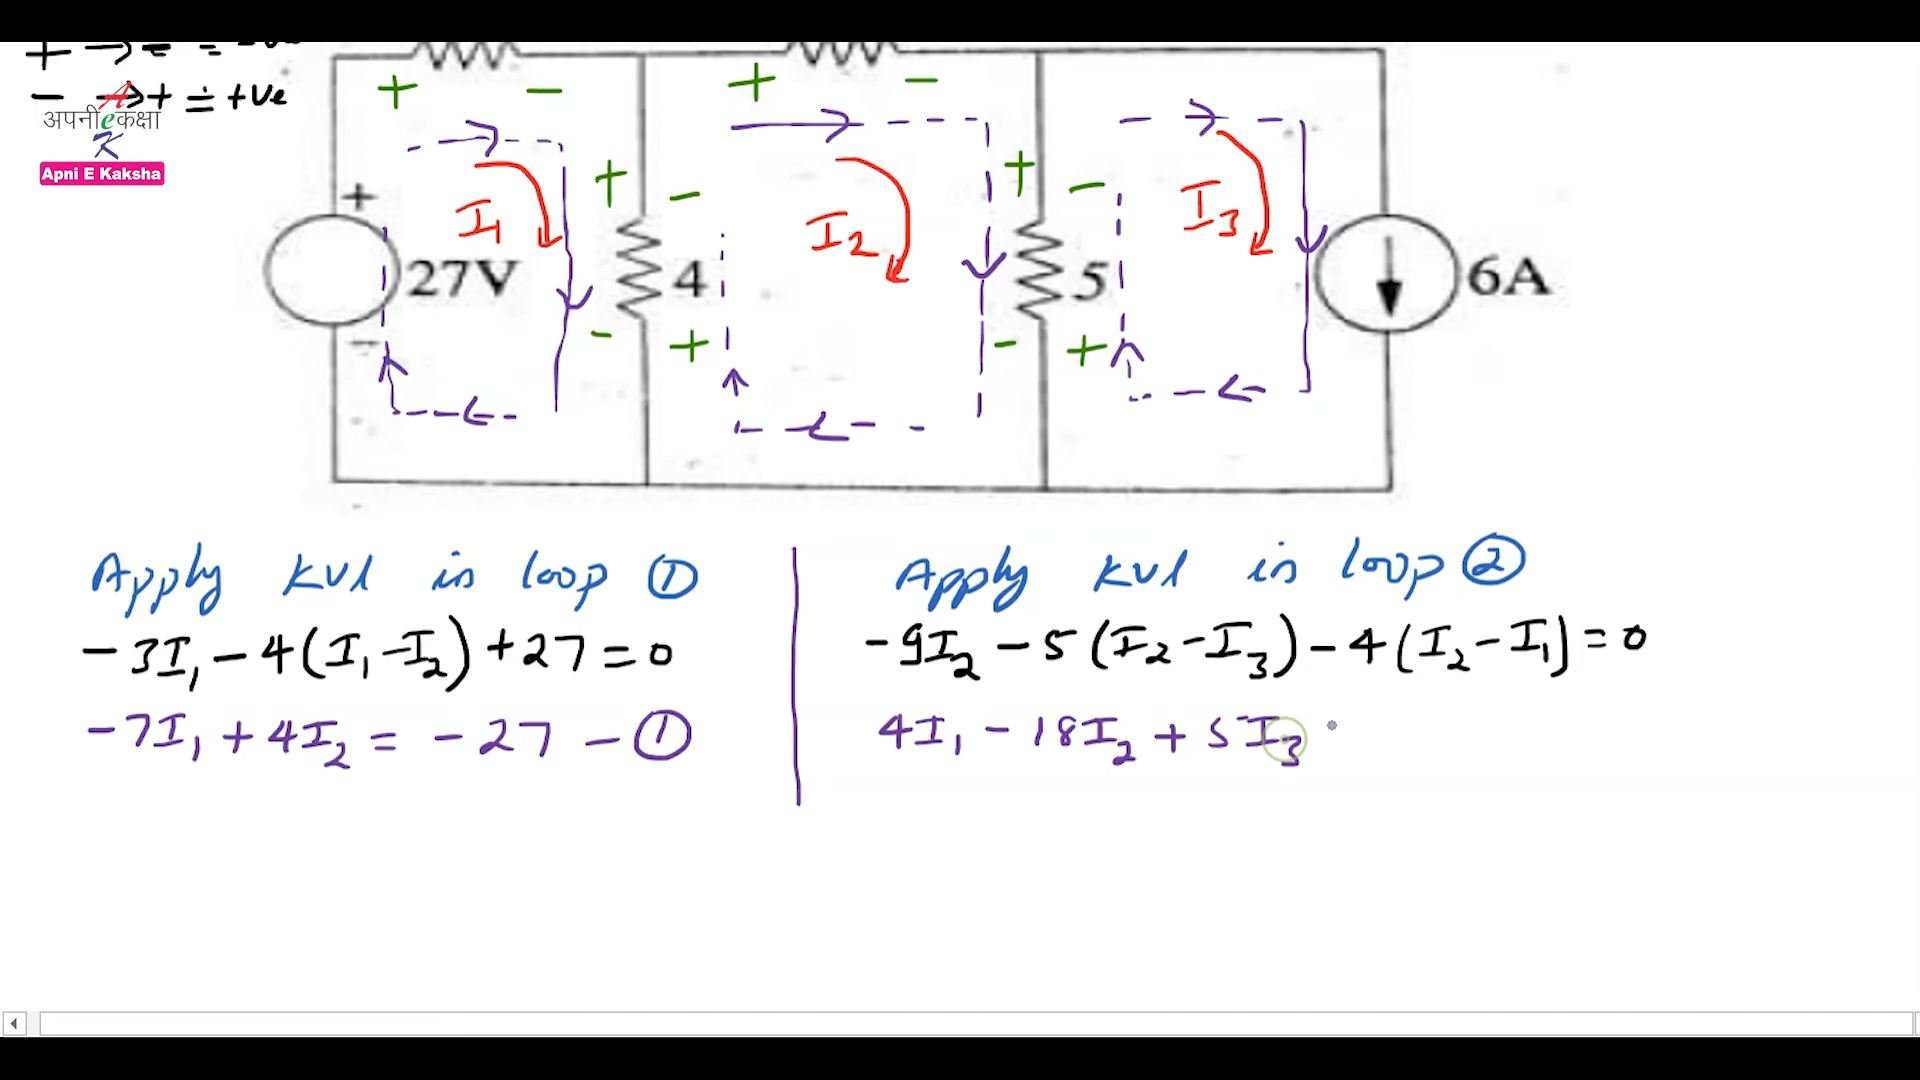 - → + ∴ +ve
अपनी e कक्षा
Apni E Kaksha
+ - + -
+ - + -
+
I₁ I₂ I₃
27V 4 5 6A
-
- + - +
Apply KVL in loop ①
-3I₁ - 4(I₁ - I₂) + 27 = 0
-7I₁ + 4I₂ = -27 - ①
Apply KVL in loop ②
-9I₂ - 5(I₂ - I₃) - 4(I₂ - I₁) = 0
4I₁ - 18I₂ + 5I₃